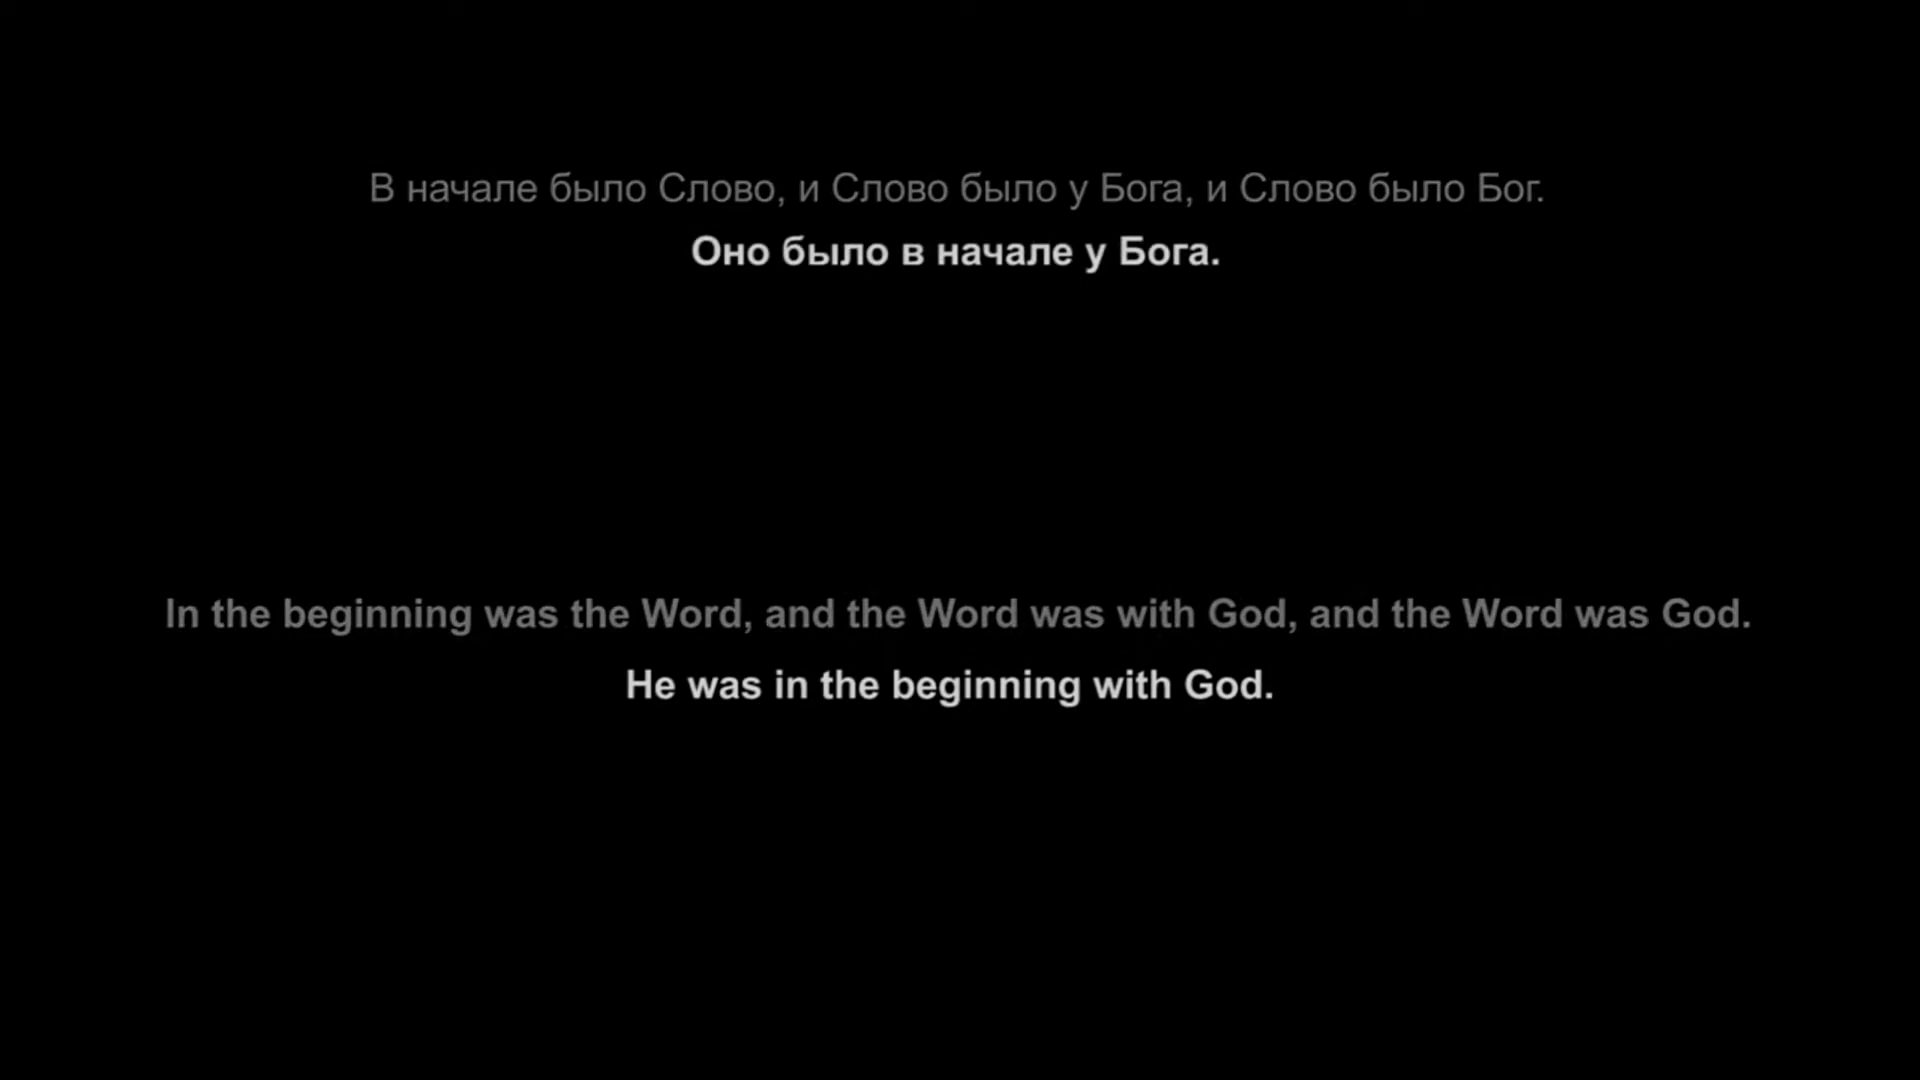 В начале было Слово, и Слово было у Бога, и Слово было Бог.
Оно было в начале у Бога.
In the beginning was the Word, and the Word was with God, and the Word was God.
He was in the beginning with God.